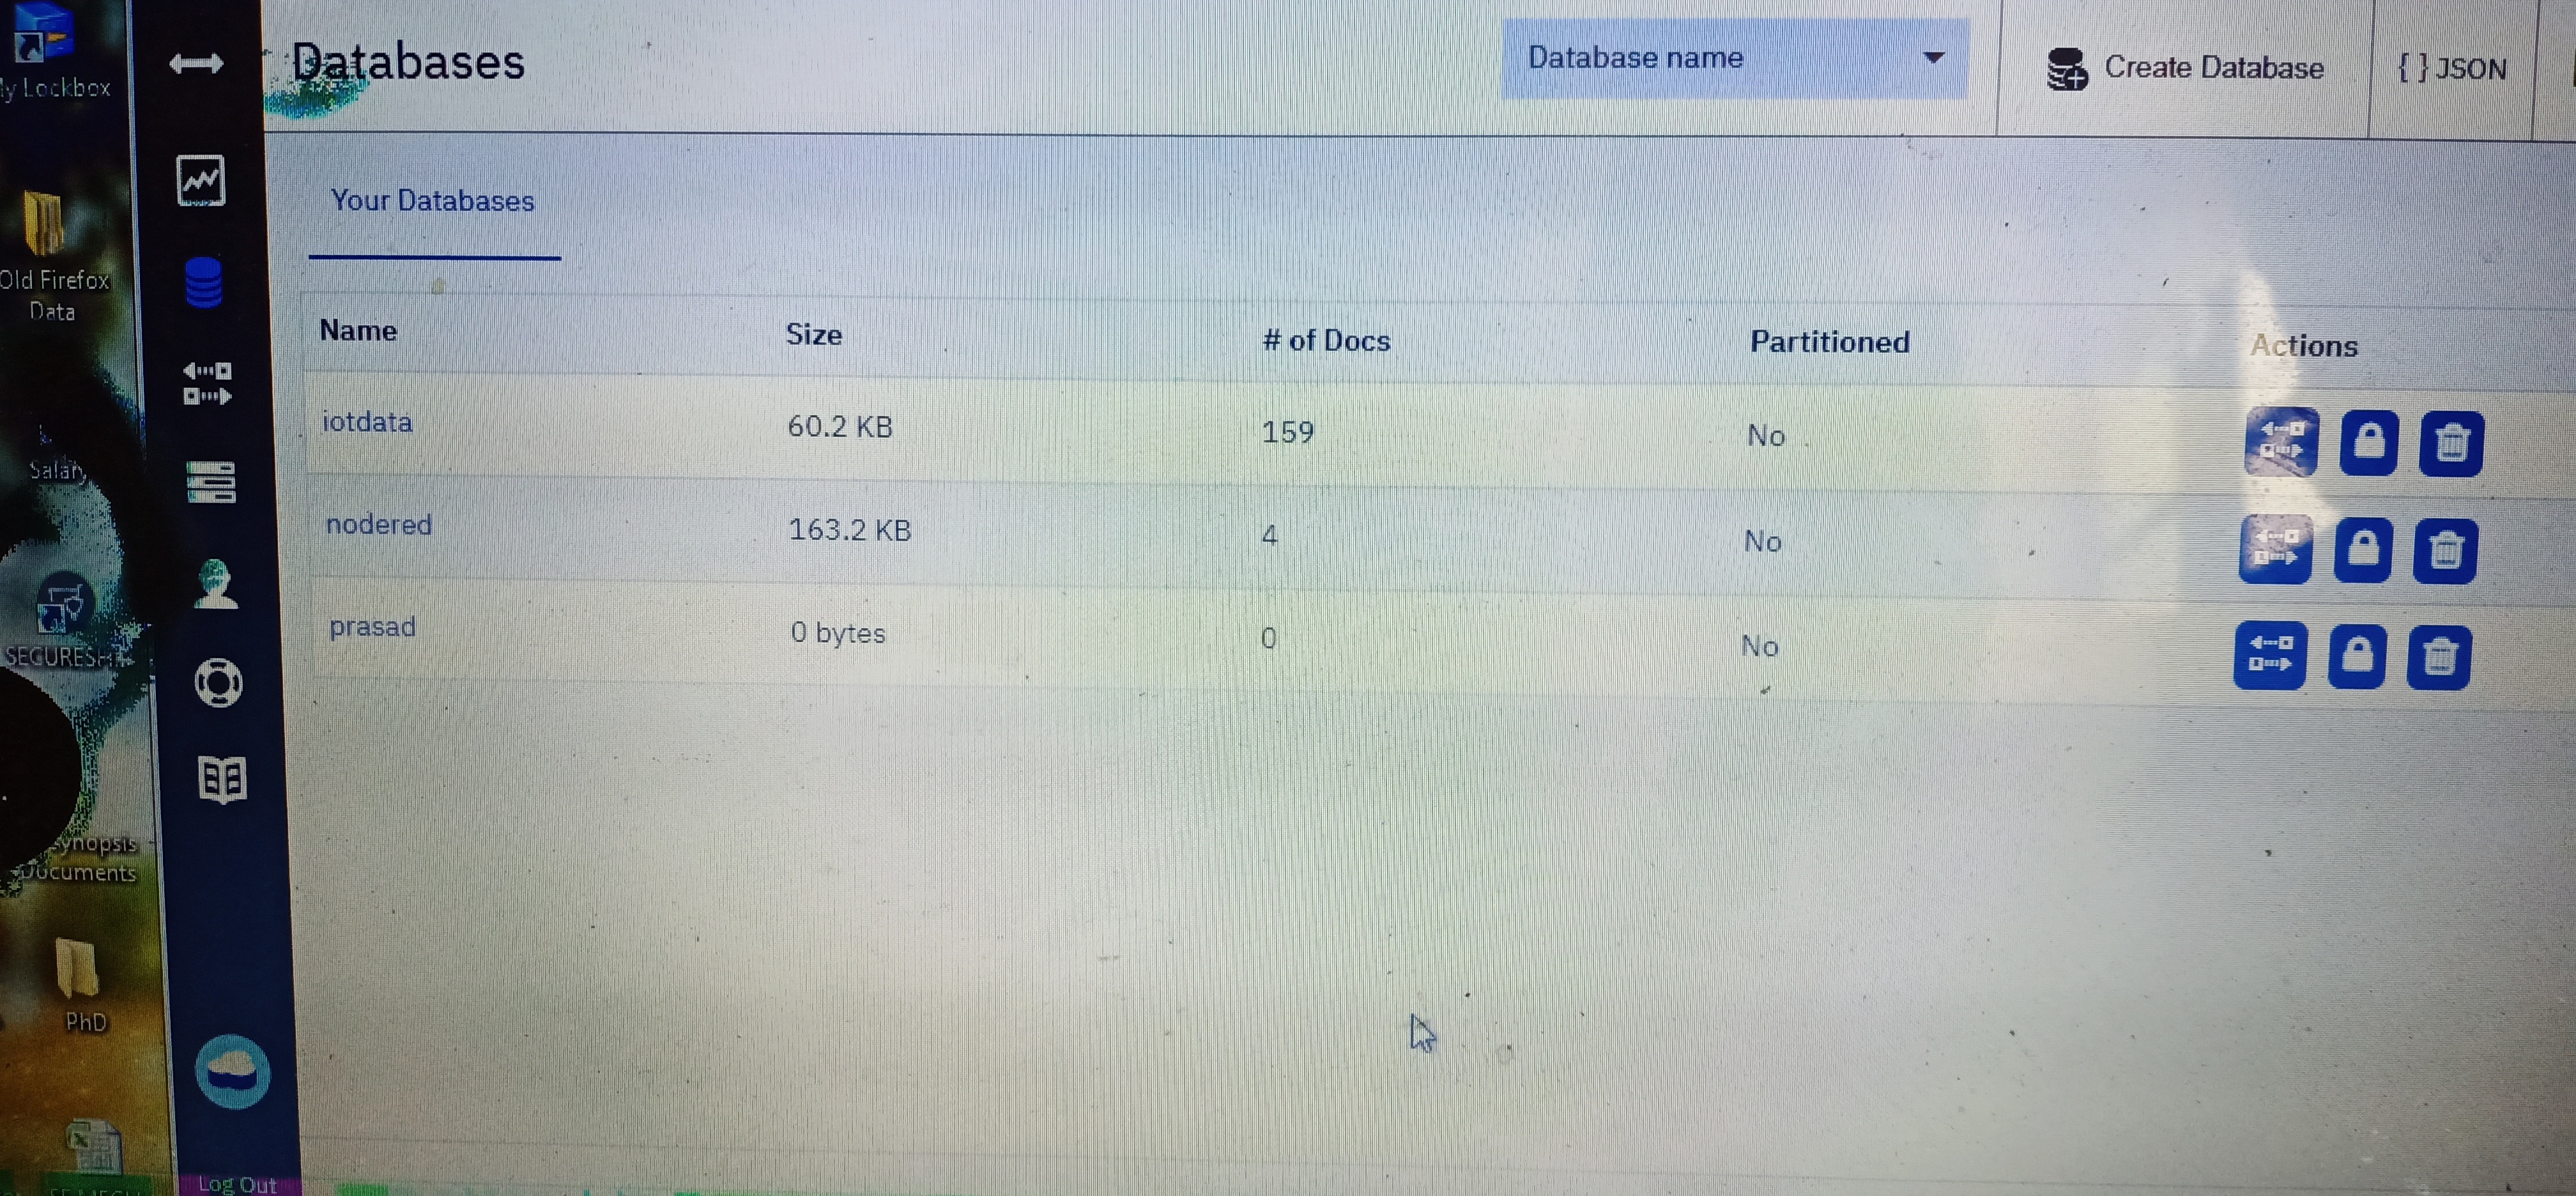 Databases
Database name
Create Database
{ } JSON
Your Databases
Name Size # of Docs Partitioned Actions
iotdata 60.2 KB 159 No
nodered 163.2 KB 4 No
prasad 0 bytes 0 No
Log Out
y Lockbox
Old Firefox
Data
Salary
SECURESH
ynopsis
Documents
PhD